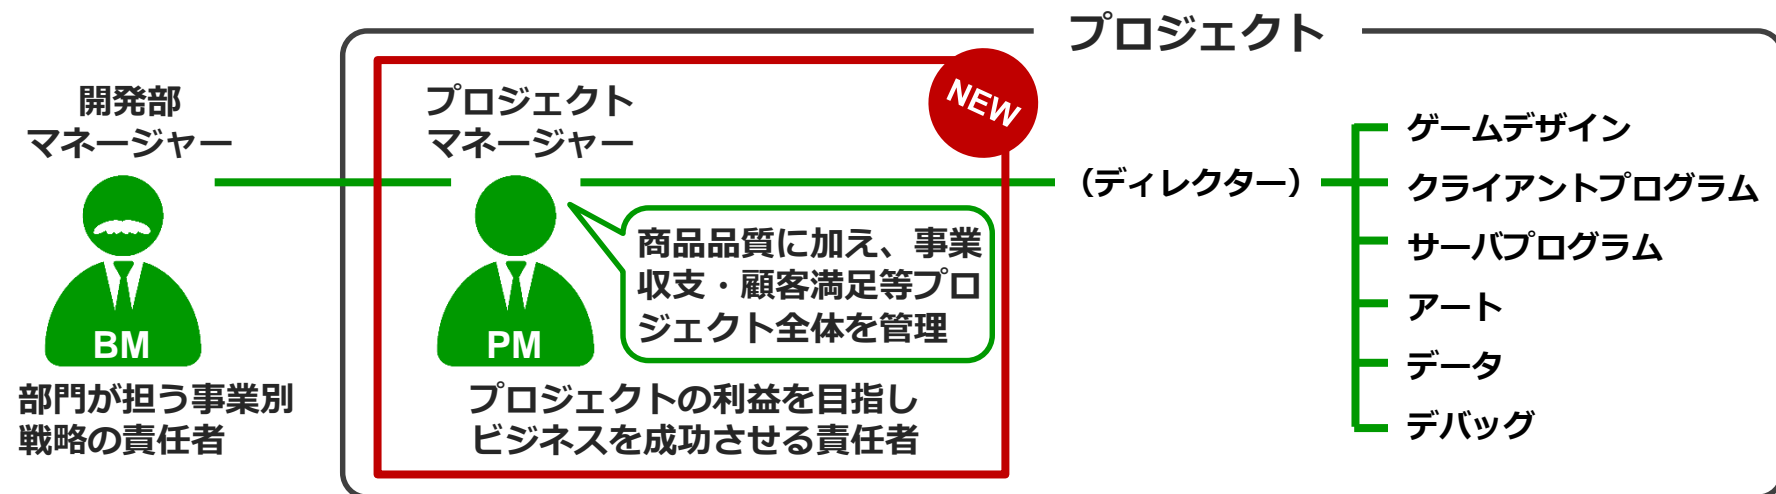 プロジェクト
開発部
マネージャー
BM
部門が担う事業別
戦略の責任者
プロジェクト
マネージャー
NEW
PM
商品品質に加え、事業
収支・顧客満足等プロ
ジェクト全体を管理
プロジェクトの利益を目指し
ビジネスを成功させる責任者
（ディレクター）
ゲームデザイン
クライアントプログラム
サーバプログラム
アート
データ
デバッグ